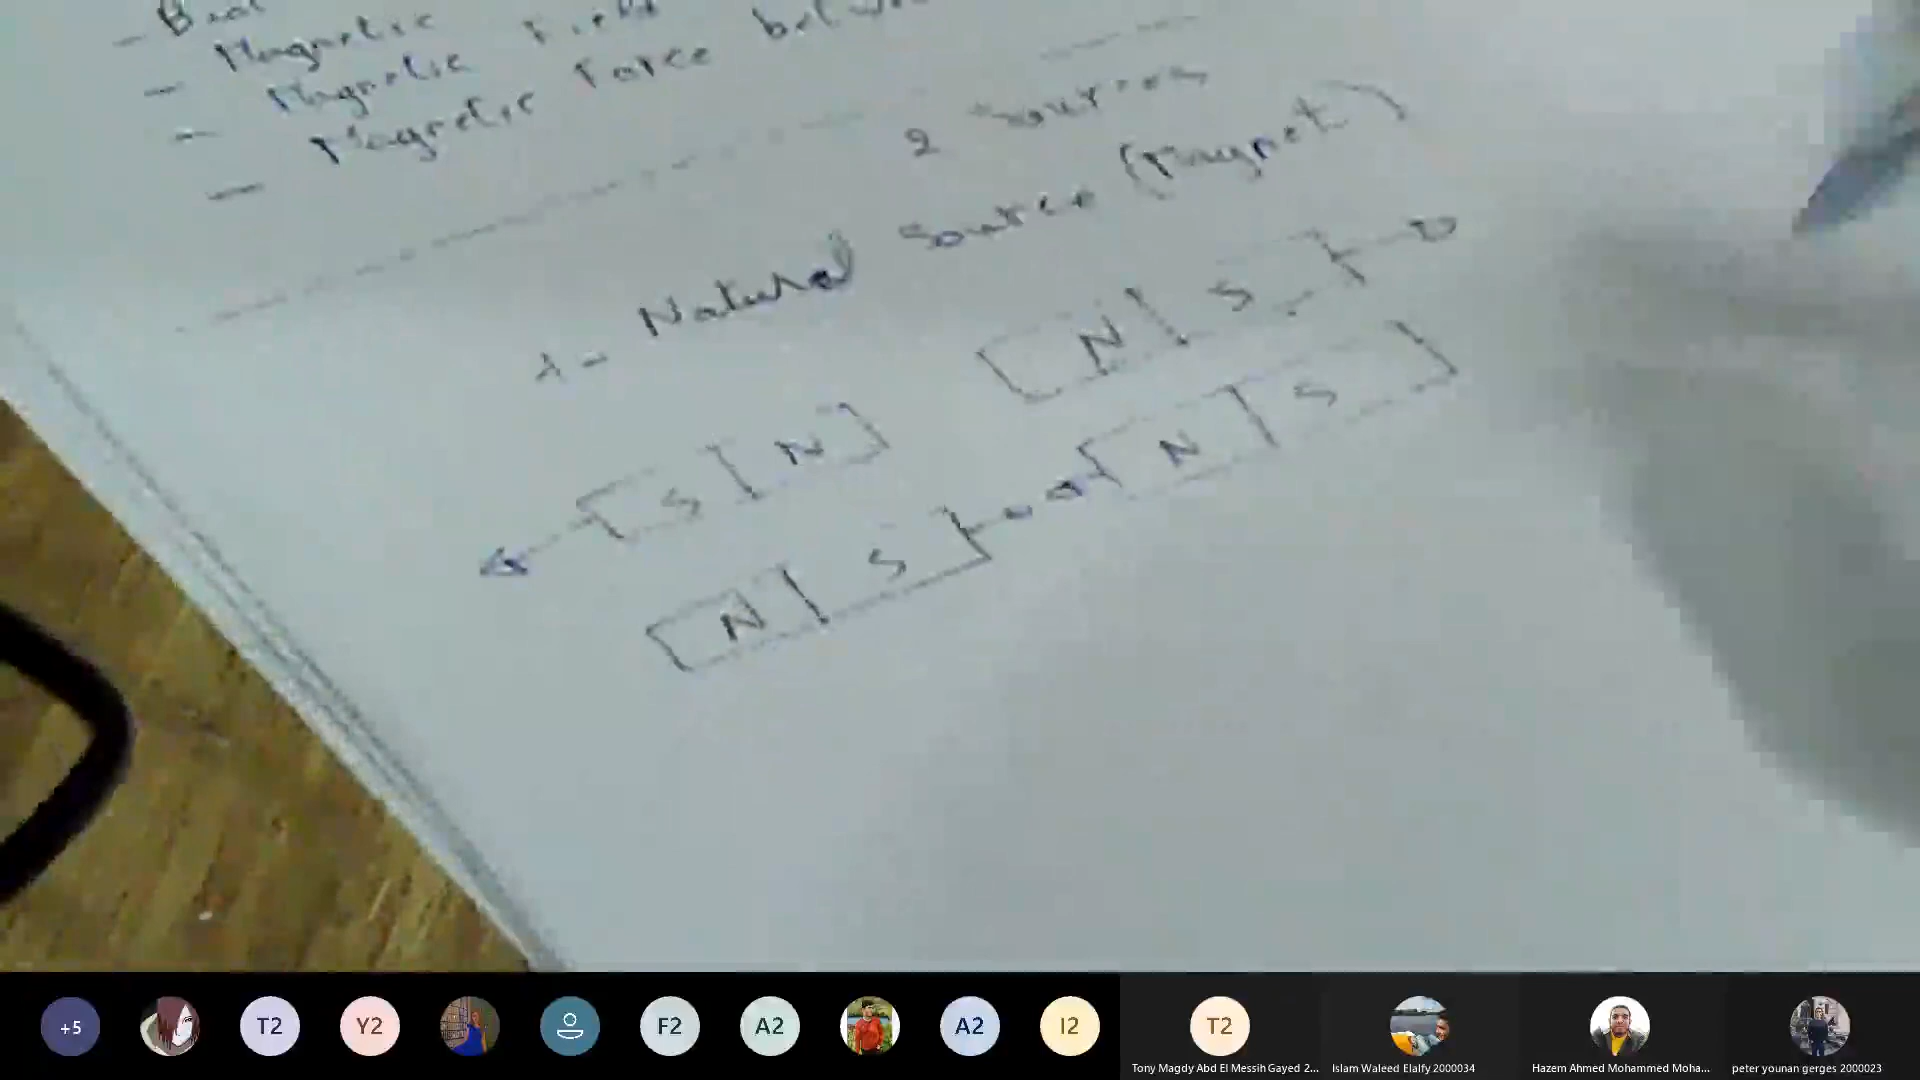 - Magnetic
- Magnetic Field
- Magnetic Force
2 Sources
1- Natural Source (Magnet)
S N N S
N S N S
+5
T2
Y2
F2
A2
A2
I2
T2
Tony Magdy Abd El Messih Gayed 2...
Islam Waleed Elalfy 2000034
Hazem Ahmed Mohammed Moha...
peter younan gerges 2000023